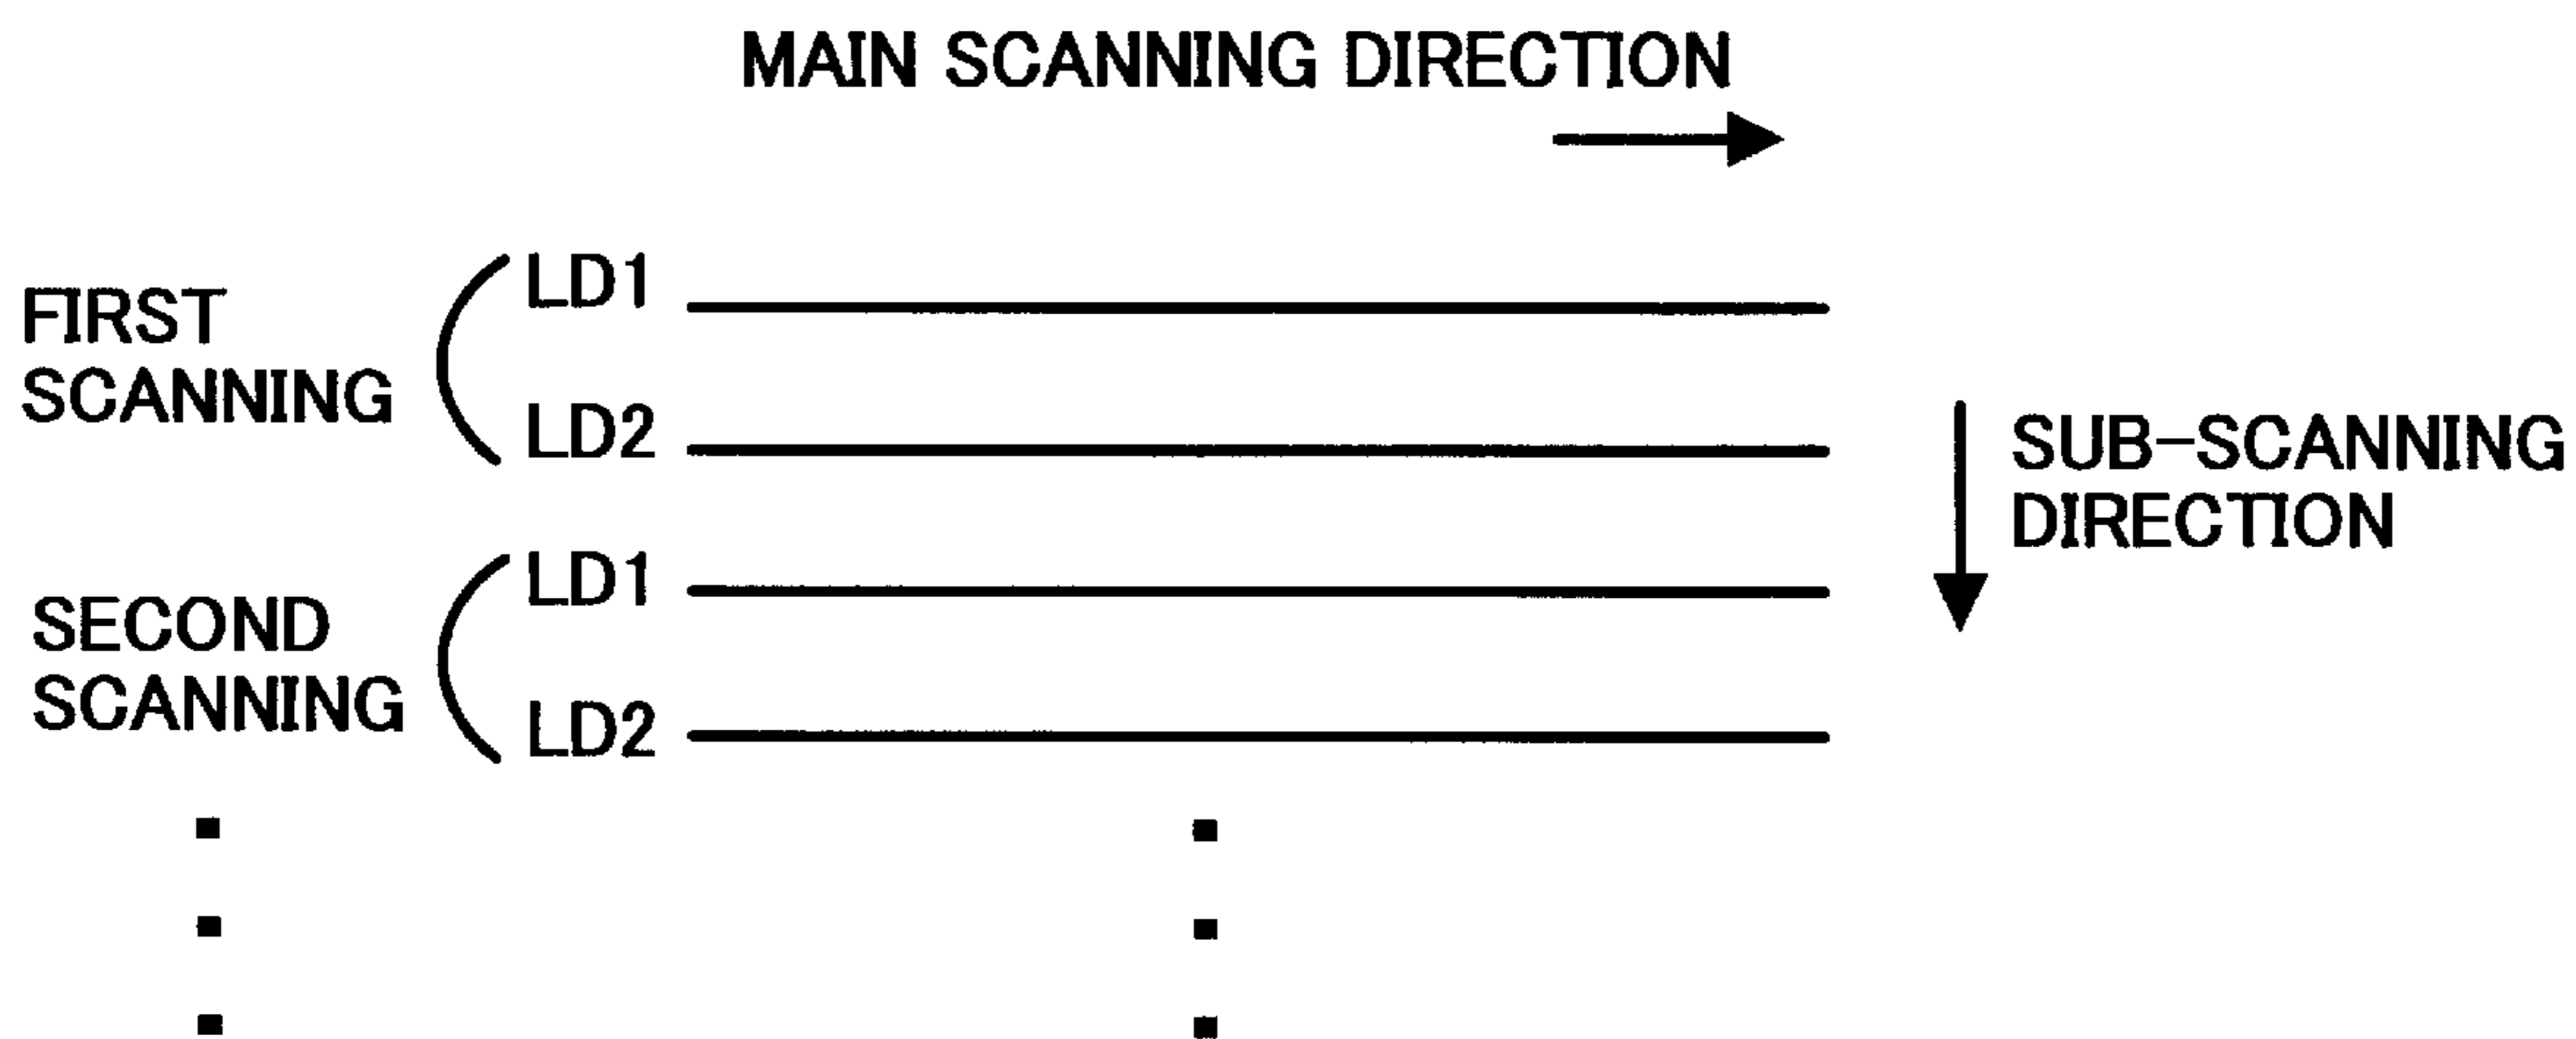 MAIN SCANNING DIRECTION
FIRST
SCANNING
LD1
LD2
SUB-SCANNING
DIRECTION
SECOND
SCANNING
LD1
LD2